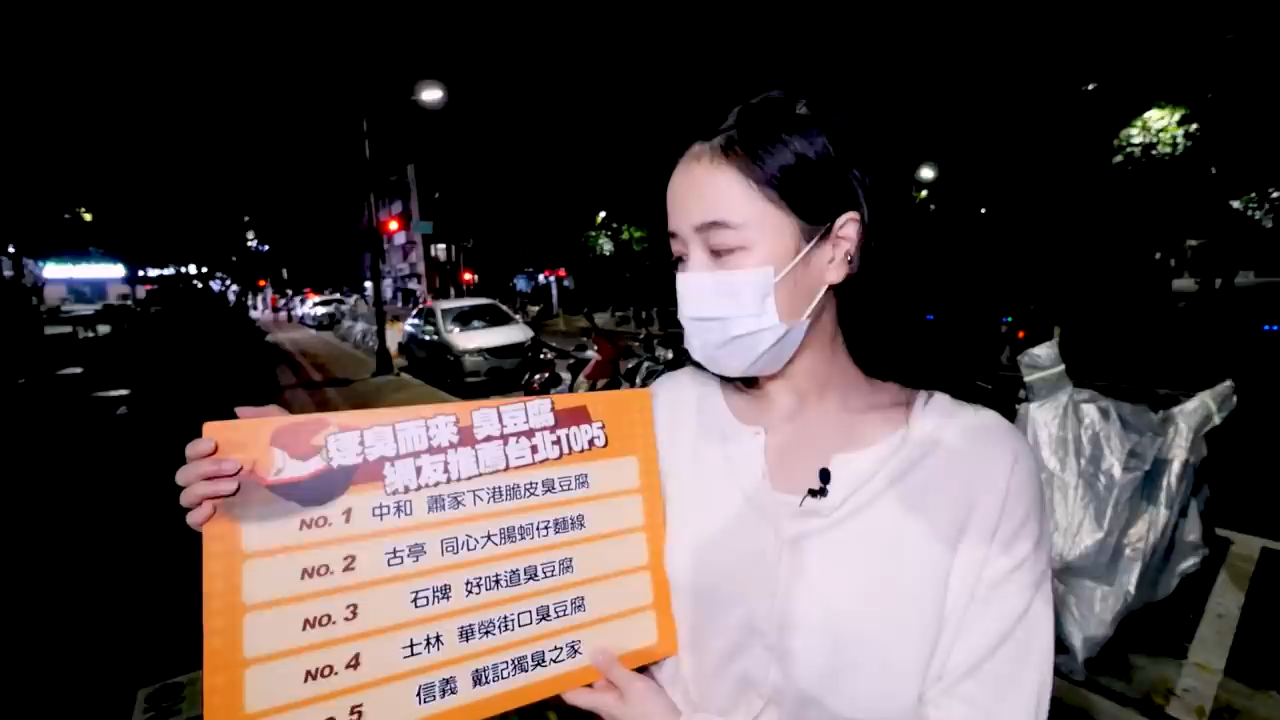 逐臭而來 臭豆腐
網友推薦台北TOP5
NO. 1 中和 蕭家下港脆皮臭豆腐
NO. 2 古亭 同心大腸蚵仔麵線
NO. 3 石牌 好味道臭豆腐
NO. 4 士林 華榮街口臭豆腐
5 信義 戴記獨臭之家